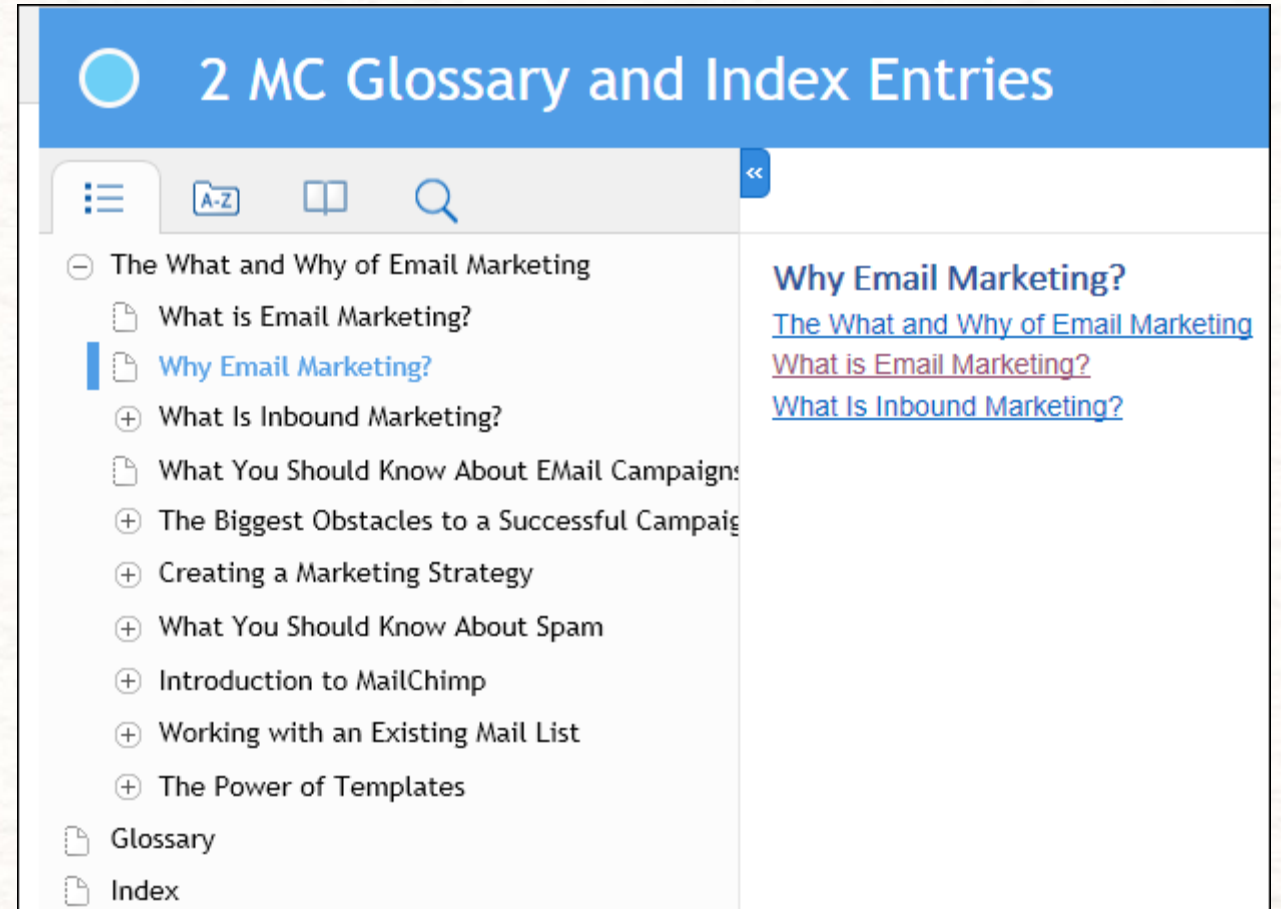 2 MC Glossary and Index Entries
A-Z
«
The What and Why of Email Marketing
What is Email Marketing?
Why Email Marketing?
What Is Inbound Marketing?
What You Should Know About EMail Campaigns
The Biggest Obstacles to a Successful Campaig
Creating a Marketing Strategy
What You Should Know About Spam
Introduction to MailChimp
Working with an Existing Mail List
The Power of Templates
Glossary
Index
Why Email Marketing?
The What and Why of Email Marketing
What is Email Marketing?
What Is Inbound Marketing?